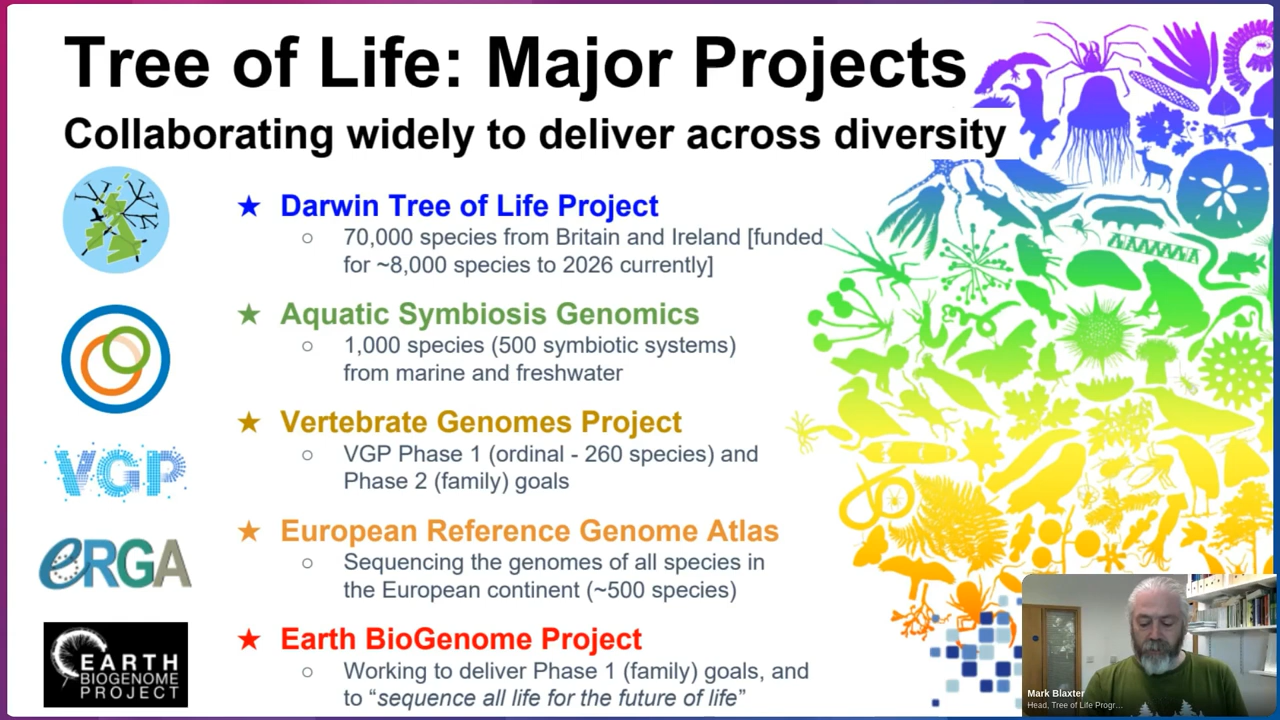 Tree of Life: Major Projects
Collaborating widely to deliver across diversity
★ Darwin Tree of Life Project
○ 70,000 species from Britain and Ireland [funded
for ~8,000 species to 2026 currently]
★ Aquatic Symbiosis Genomics
○ 1,000 species (500 symbiotic systems)
from marine and freshwater
VGP
★ Vertebrate Genomes Project
○ VGP Phase 1 (ordinal - 260 species) and
Phase 2 (family) goals
eRGA
★ European Reference Genome Atlas
○ Sequencing the genomes of all species in
the European continent (~500 species)
EARTH
BIOGENOME
PROJECT
★ Earth BioGenome Project
○ Working to deliver Phase 1 (family) goals, and
to “sequence all life for the future of life”
Mark Blaxter
Head, Tree of Life Progr…